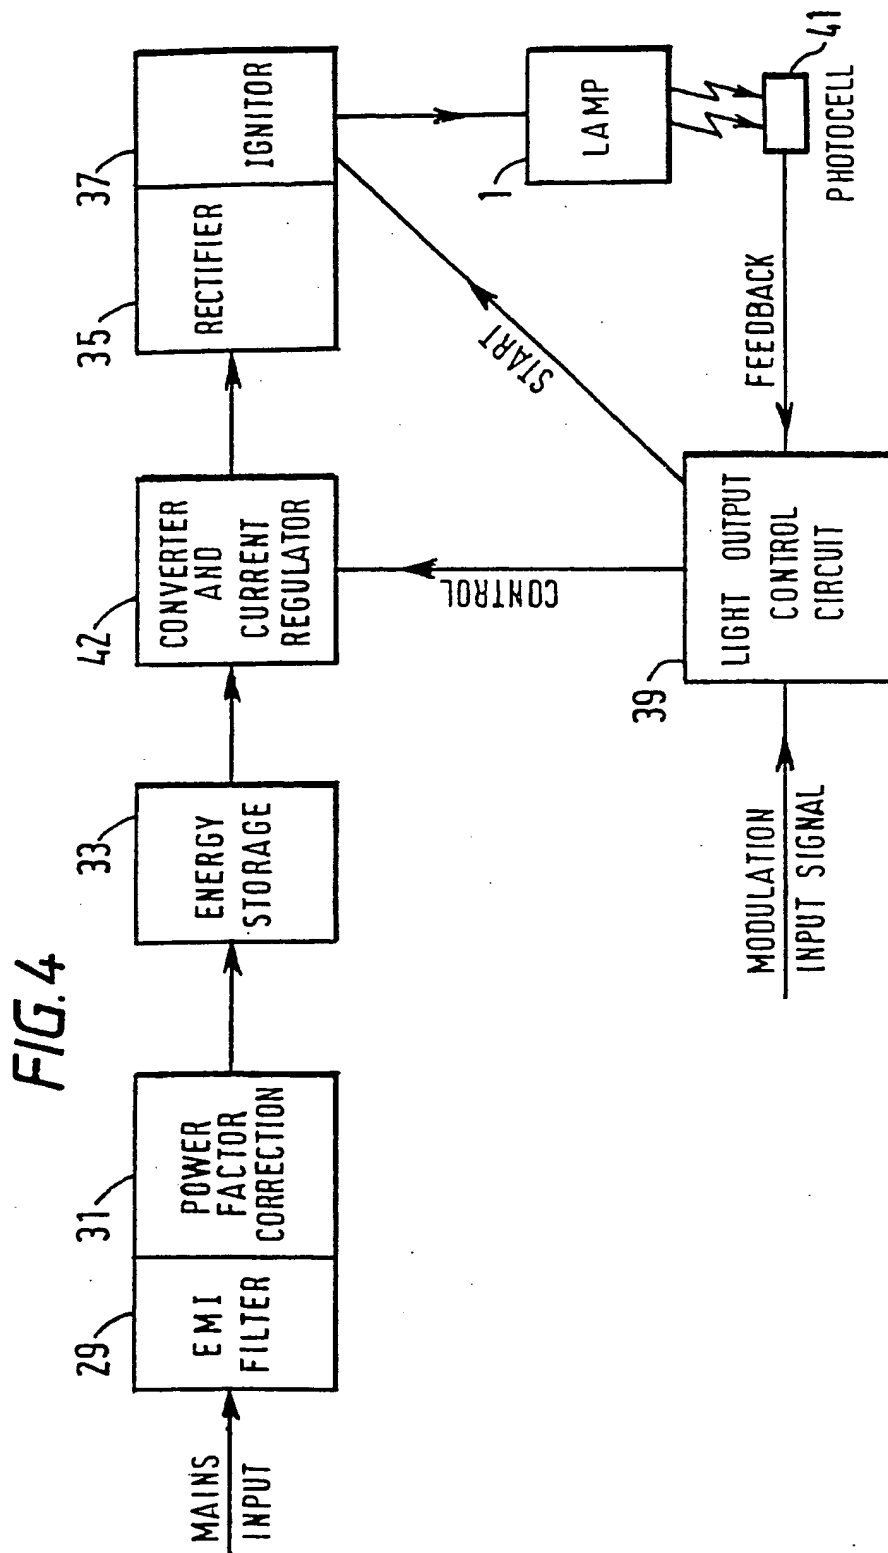 FIG. 4
MAINS
INPUT
29
EMI
FILTER
31
POWER
FACTOR
CORRECTION
33
ENERGY
STORAGE
42
CONVERTER
AND
CURRENT
REGULATOR
35
RECTIFIER
37
IGNITOR
CONTROL
START
1
LAMP
MODULATION
INPUT SIGNAL
39
LIGHT OUTPUT
CONTROL
CIRCUIT
FEEDBACK
41
PHOTOCELL